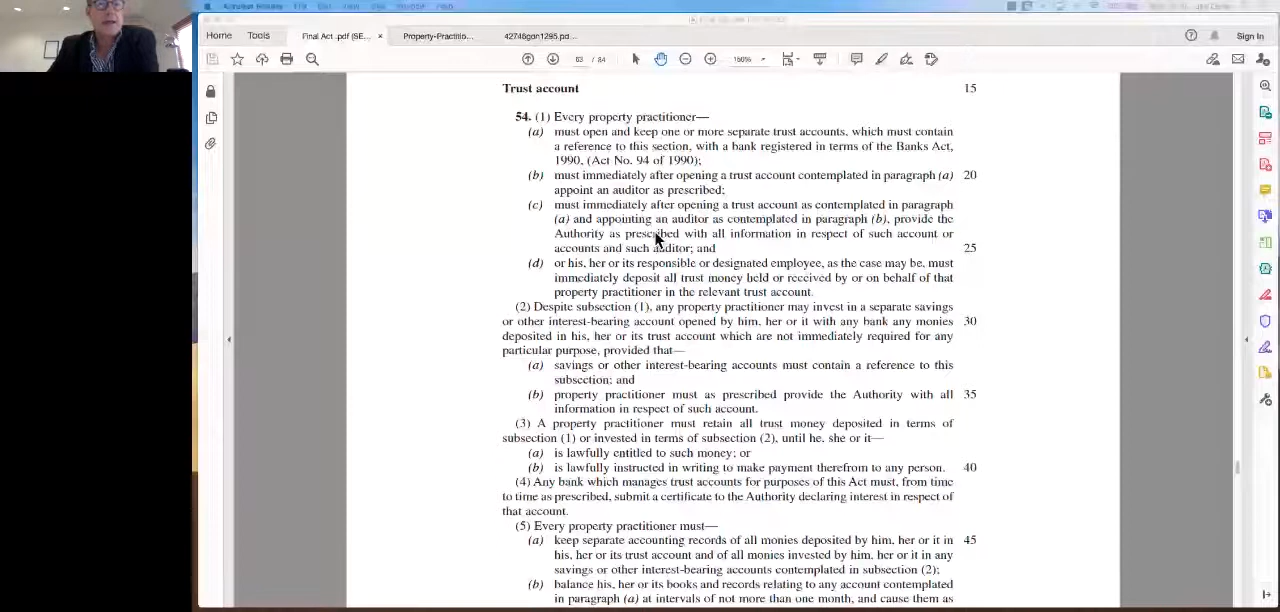 Home Tools Final Act .pdf (SE... × Property-Practitio... 42746gon1295.pd... Sign In
63 / 84 156%
Trust account 15
54. (1) Every property practitioner—
(a) must open and keep one or more separate trust accounts, which must contain
a reference to this section, with a bank registered in terms of the Banks Act,
1990, (Act No. 94 of 1990);
(b) must immediately after opening a trust account contemplated in paragraph (a) 20
appoint an auditor as prescribed;
(c) must immediately after opening a trust account as contemplated in paragraph
(a) and appointing an auditor as contemplated in paragraph (b), provide the
Authority as prescribed with all information in respect of such account or
accounts and such auditor; and 25
(d) or his, her or its responsible or designated employee, as the case may be, must
immediately deposit all trust money held or received by or on behalf of that
property practitioner in the relevant trust account.
(2) Despite subsection (1), any property practitioner may invest in a separate savings
or other interest-bearing account opened by him, her or it with any bank any monies 30
deposited in his, her or its trust account which are not immediately required for any
particular purpose, provided that—
(a) savings or other interest-bearing accounts must contain a reference to this
subsection; and
(b) property practitioner must as prescribed provide the Authority with all 35
information in respect of such account.
(3) A property practitioner must retain all trust money deposited in terms of
subsection (1) or invested in terms of subsection (2), until he, she or it—
(a) is lawfully entitled to such money; or
(b) is lawfully instructed in writing to make payment therefrom to any person. 40
(4) Any bank which manages trust accounts for purposes of this Act must, from time
to time as prescribed, submit a certificate to the Authority declaring interest in respect of
that account.
(5) Every property practitioner must—
(a) keep separate accounting records of all monies deposited by him, her or it in 45
his, her or its trust account and of all monies invested by him, her or it in any
savings or other interest-bearing accounts contemplated in subsection (2);
(b) balance his, her or its books and records relating to any account contemplated
in paragraph (a) at intervals of not more than one month, and cause them as